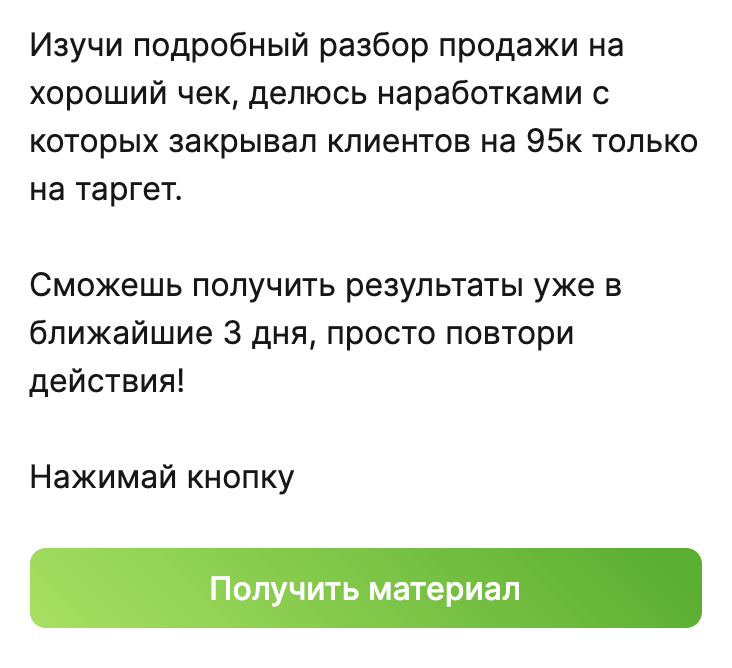 Изучи подробный разбор продажи на
хороший чек, делюсь наработками с
которых закрывал клиентов на 95к только
на таргет.
Сможешь получить результаты уже в
ближайшие 3 дня, просто повтори
действия!
Нажимай кнопку
Получить материал